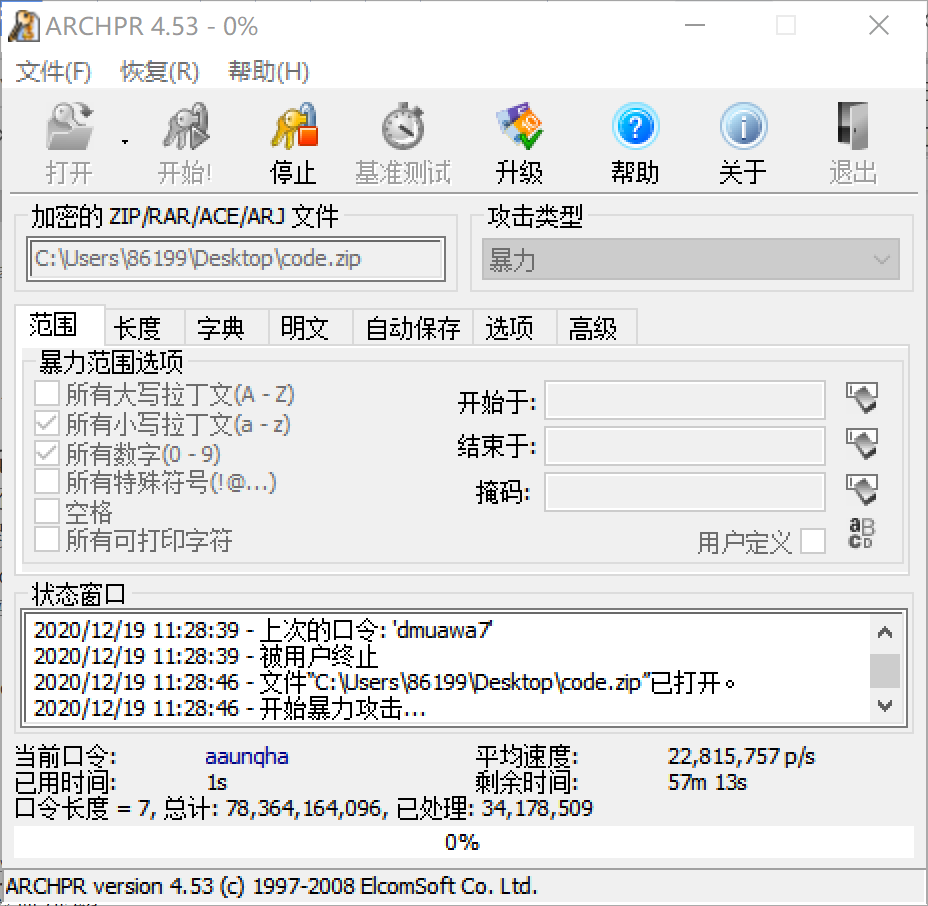 ARCHPR 4.53 - 0%
文件(F) 恢复(R) 帮助(H)
打开 开始! 停止 基准测试 升级 帮助 关于 退出
加密的 ZIP/RAR/ACE/ARJ 文件 攻击类型
C:\Users\86199\Desktop\code.zip 暴力
范围 长度 字典 明文 自动保存 选项 高级
暴力范围选项
所有大写拉丁文(A - Z) 开始于:
所有小写拉丁文(a - z)
所有数字(0 - 9) 结束于:
所有特殊符号(!@...) 掩码:
空格
所有可打印字符 用户定义
状态窗口
2020/12/19 11:28:39 - 上次的口令: 'dmuawa7'
2020/12/19 11:28:39 - 被用户终止
2020/12/19 11:28:46 - 文件"C:\Users\86199\Desktop\code.zip"已打开。
2020/12/19 11:28:46 - 开始暴力攻击...
当前口令: aaunqha 平均速度: 22,815,757 p/s
已用时间: 1s 剩余时间: 57m 13s
口令长度 = 7, 总计: 78,364,164,096, 已处理: 34,178,509
0%
ARCHPR version 4.53 (c) 1997-2008 ElcomSoft Co. Ltd.